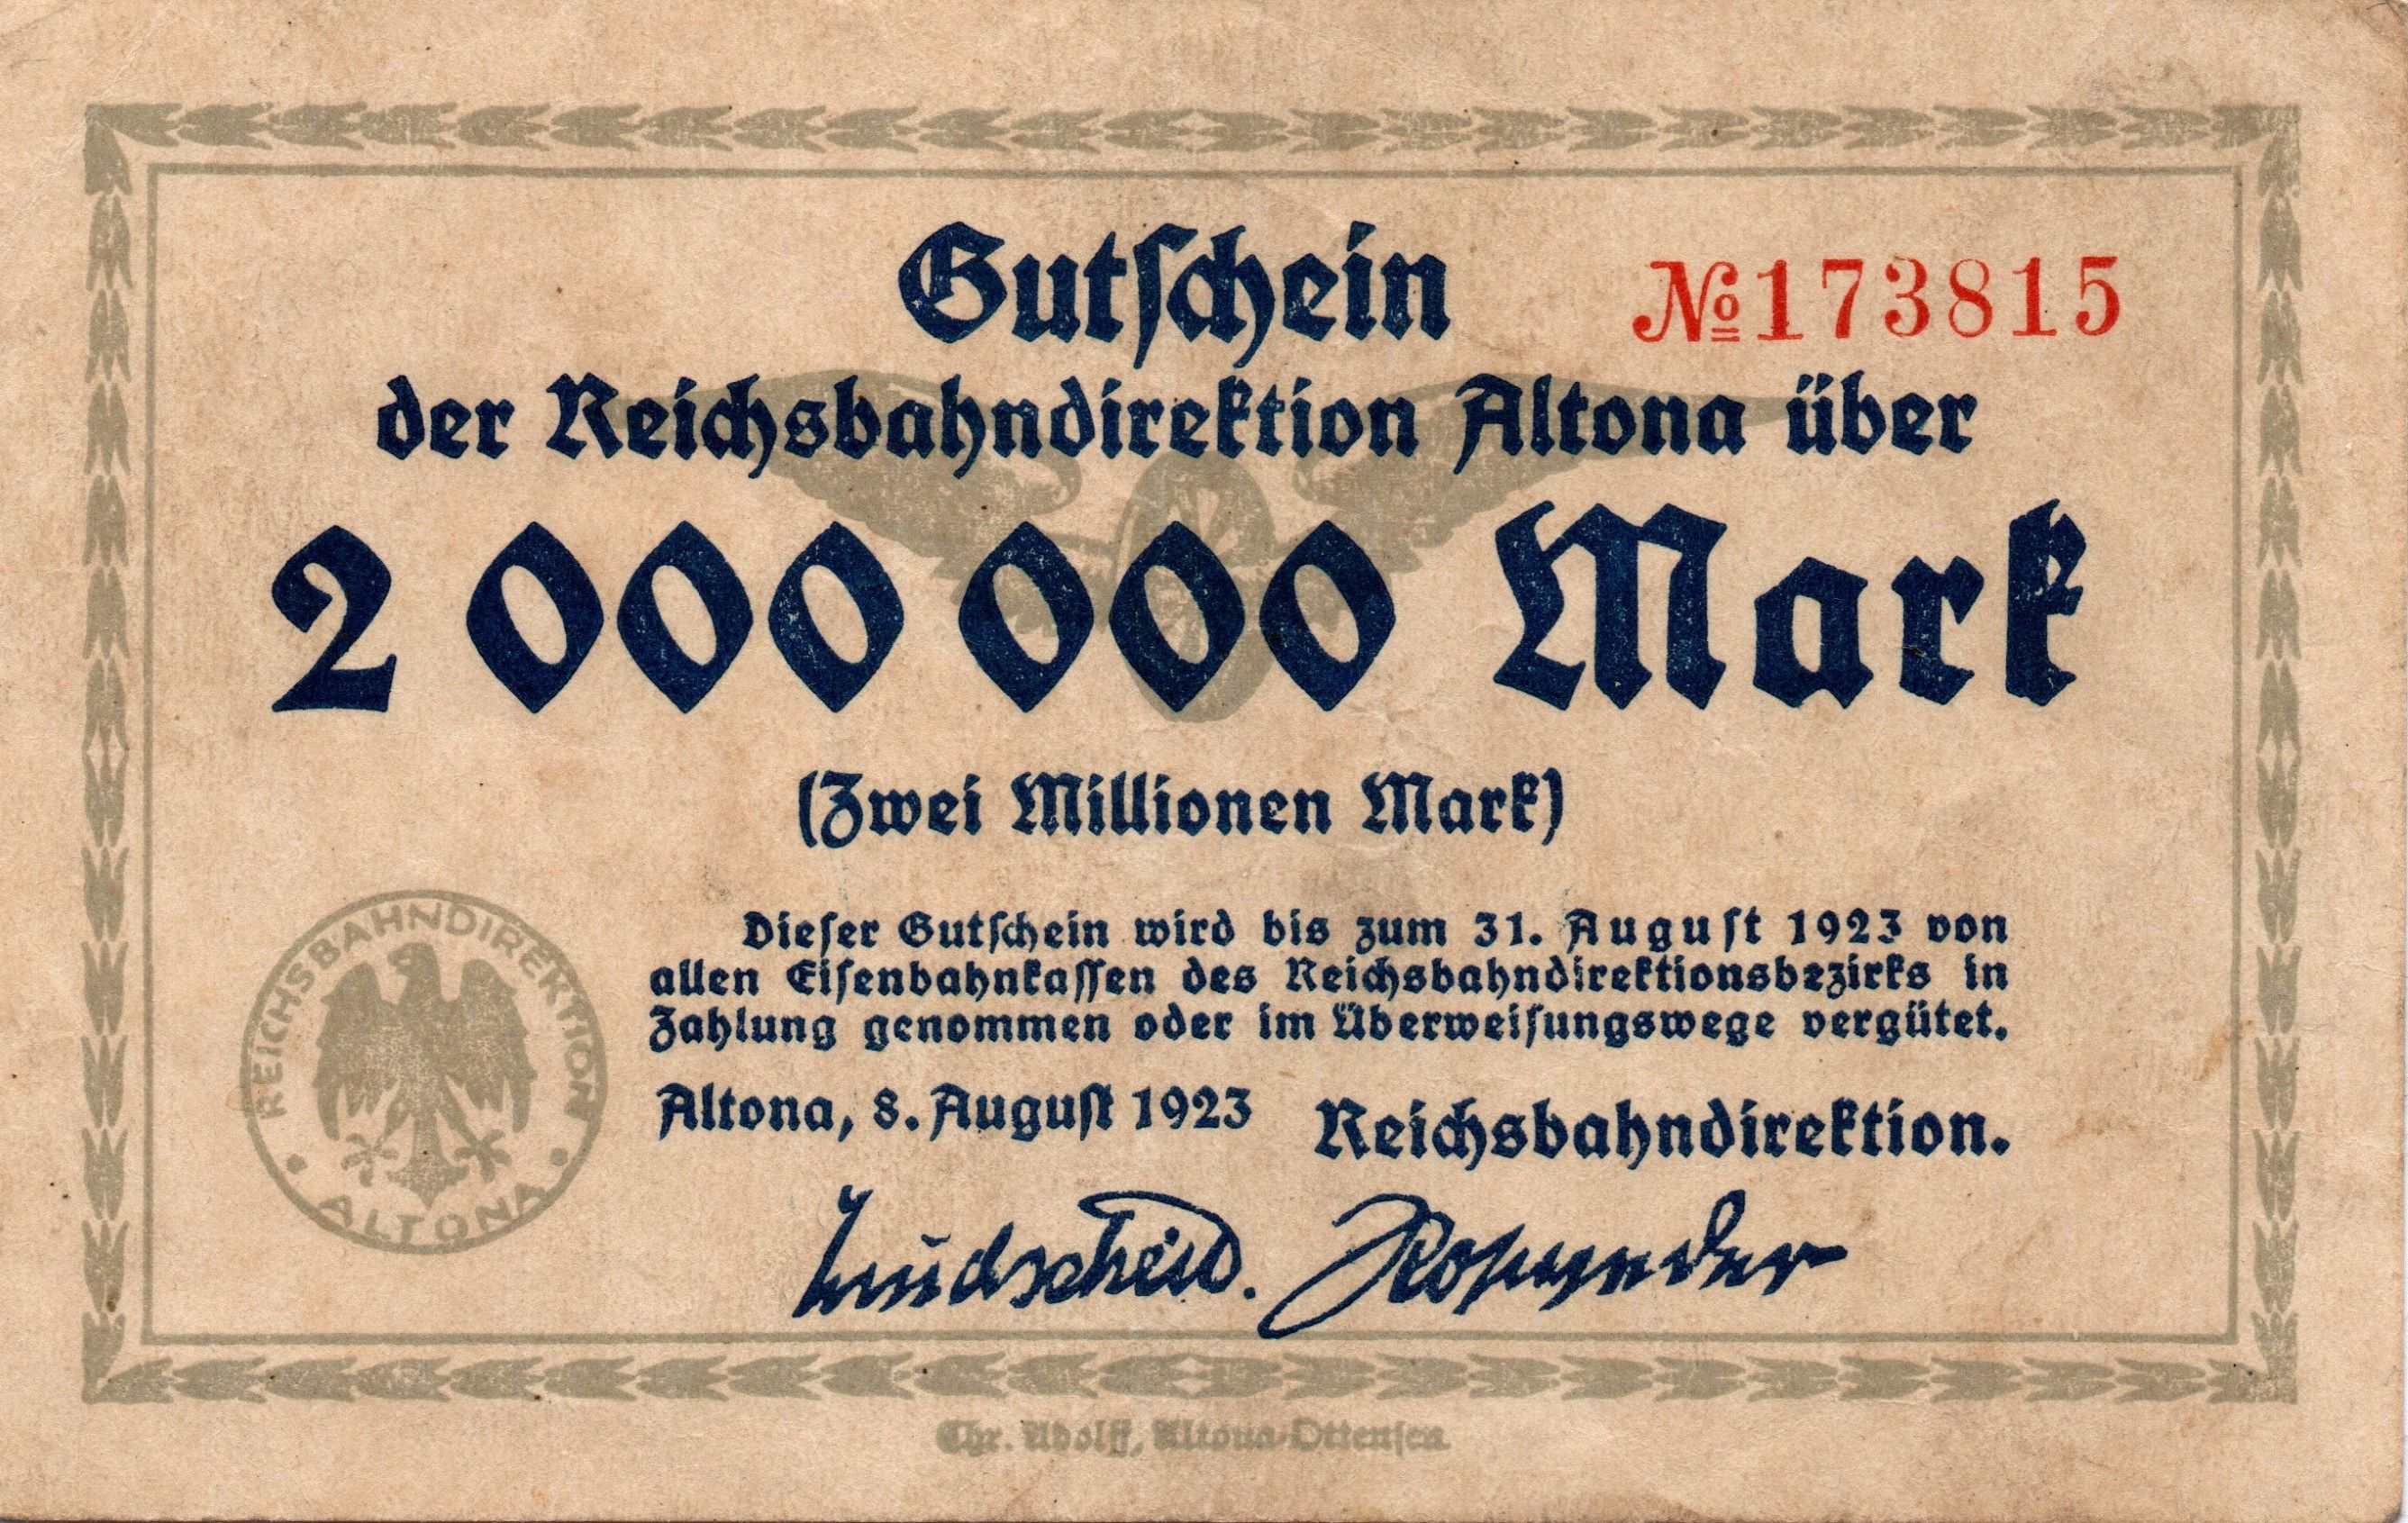 Gutschein
№ 173815
der Reichsbahndirektion Altona über
2 000 000 Mark
(Zwei Millionen Mark)
Dieser Gutschein wird bis zum 31. August 1923 von
allen Eisenbahnkassen des Reichsbahndirektionsbezirks in
Zahlung genommen oder im Überweisungswege vergütet.
Altona, 8. August 1923
Reichsbahndirektion.
REICHSBAHNDIREKTION
• ALTONA •
Chr. Adolff, Altona-Ottensen.